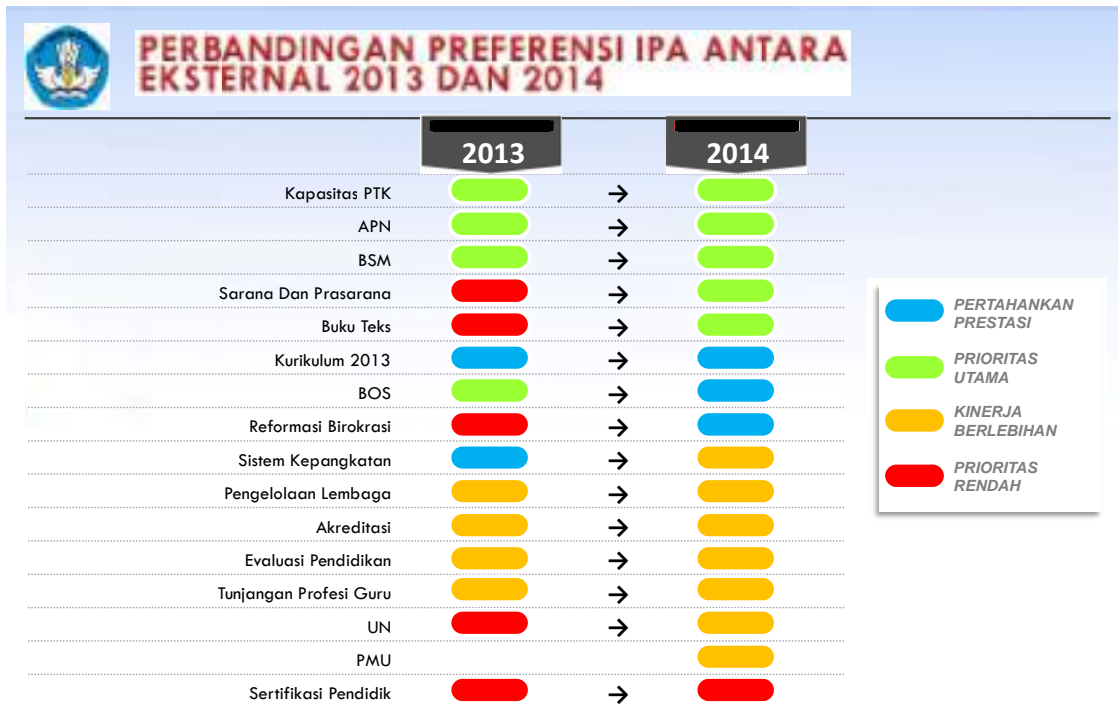 PERBANDINGAN PREFERENSI IPA ANTARA
EKSTERNAL 2013 DAN 2014
2013 2014
Kapasitas PTK → 
APN → 
BSM → 
Sarana Dan Prasarana → 
Buku Teks → 
Kurikulum 2013 → 
BOS → 
Reformasi Birokrasi → 
Sistem Kepangkatan → 
Pengelolaan Lembaga → 
Akreditasi → 
Evaluasi Pendidikan → 
Tunjangan Profesi Guru → 
UN → 
PMU
Sertifikasi Pendidik → 
PERTAHANKAN
PRESTASI
PRIORITAS
UTAMA
KINERJA
BERLEBIHAN
PRIORITAS
RENDAH